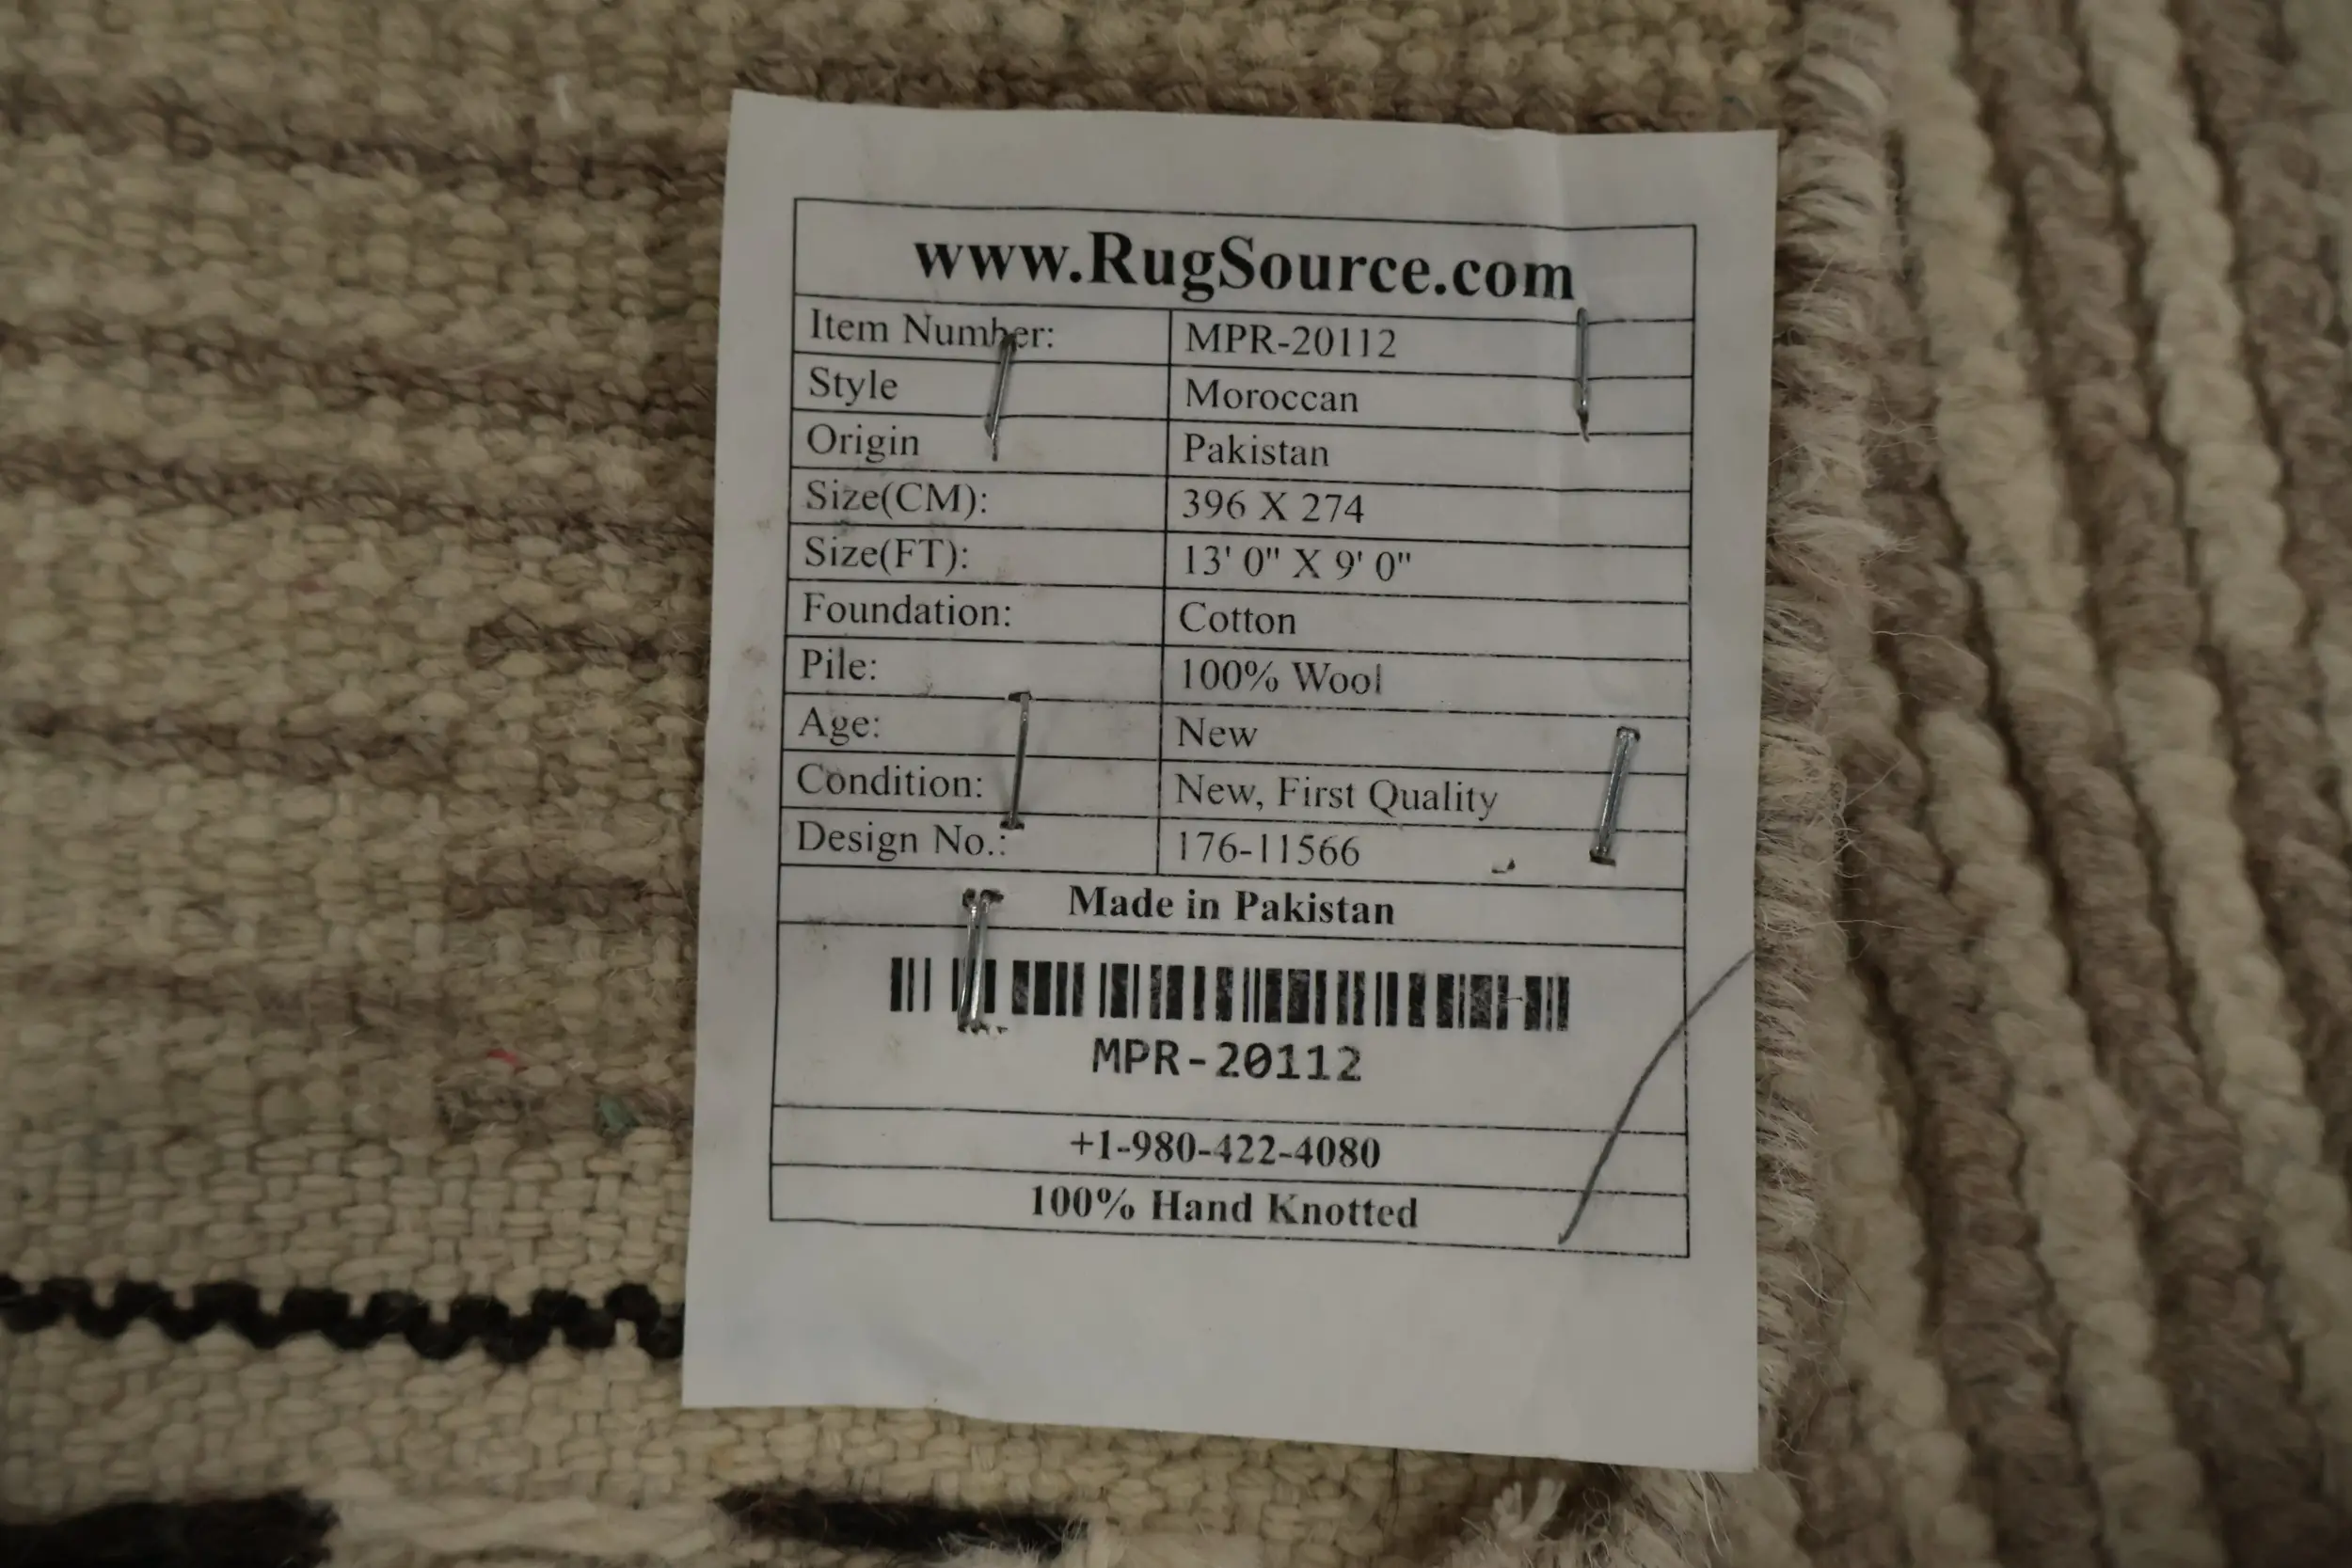 www.RugSource.com
Item Number: MPR-20112
Style Moroccan
Origin Pakistan
Size(CM): 396 X 274
Size(FT): 13' 0" X 9' 0"
Foundation: Cotton
Pile: 100% Wool
Age: New
Condition: New, First Quality
Design No.: 176-11566
Made in Pakistan
MPR-20112
+1-980-422-4080
100% Hand Knotted